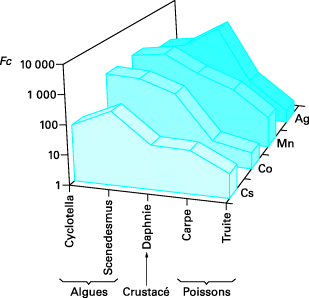 Fc
10 000
1 000
100
10
1
Ag
Mn
Co
Cs
Cyclotella
Scenedesmus
Daphnie
Carpe
Truite
Algues
Crustacé
Poissons